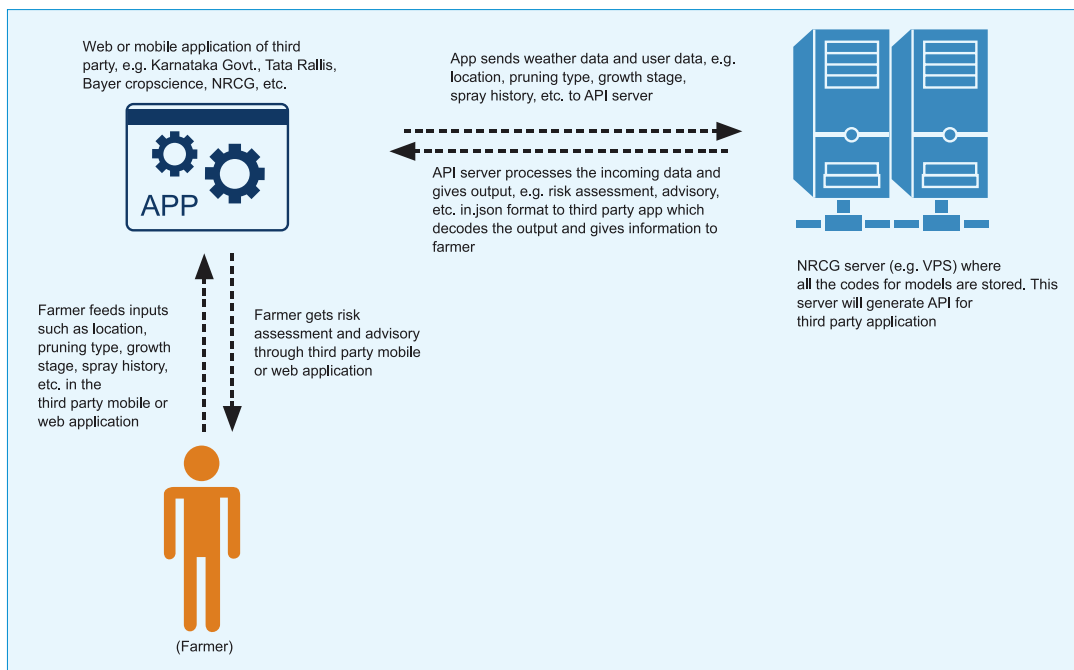 Web or mobile application of third
party, e.g. Karnataka Govt., Tata Rallis,
Bayer cropscience, NRCG, etc.
APP
App sends weather data and user data, e.g.
location, pruning type, growth stage,
spray history, etc. to API server
API server processes the incoming data and
gives output, e.g. risk assessment, advisory,
etc. in.json format to third party app which
decodes the output and gives information to
farmer
NRCG server (e.g. VPS) where
all the codes for models are stored. This
server will generate API for
third party application
Farmer feeds inputs
such as location,
pruning type, growth
stage, spray history,
etc. in the
third party mobile or
web application
Farmer gets risk
assessment and advisory
through third party mobile
or web application
(Farmer)